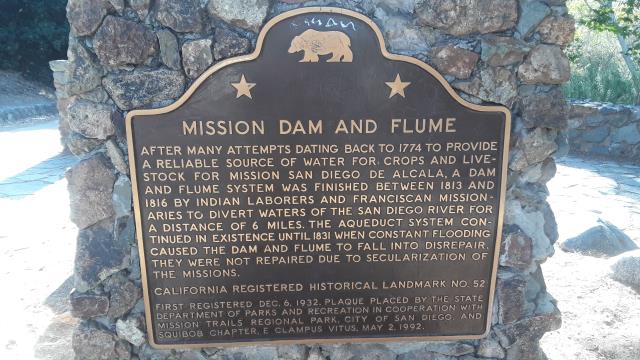 MISSION DAM AND FLUME
AFTER MANY ATTEMPTS DATING BACK TO 1774 TO PROVIDE
A RELIABLE SOURCE OF WATER FOR CROPS AND LIVE-
STOCK FOR MISSION SAN DIEGO DE ALCALA, A DAM
AND FLUME SYSTEM WAS FINISHED BETWEEN 1813 AND
1816 BY INDIAN LABORERS AND FRANCISCAN MISSION-
ARIES TO DIVERT WATERS OF THE SAN DIEGO RIVER FOR
A DISTANCE OF 6 MILES. THE AQUEDUCT SYSTEM CON-
TINUED IN EXISTENCE UNTIL 1831 WHEN CONSTANT FLOODING
CAUSED THE DAM AND FLUME TO FALL INTO DISREPAIR.
THEY WERE NOT REPAIRED DUE TO SECULARIZATION OF
THE MISSIONS.
CALIFORNIA REGISTERED HISTORICAL LANDMARK NO. 52
FIRST REGISTERED DEC. 6, 1932. PLAQUE PLACED BY THE STATE
DEPARTMENT OF PARKS AND RECREATION IN COOPERATION WITH
MISSION TRAILS REGIONAL PARK, CITY OF SAN DIEGO, AND
SQUIBOB CHAPTER, E CLAMPUS VITUS, MAY 2, 1992.